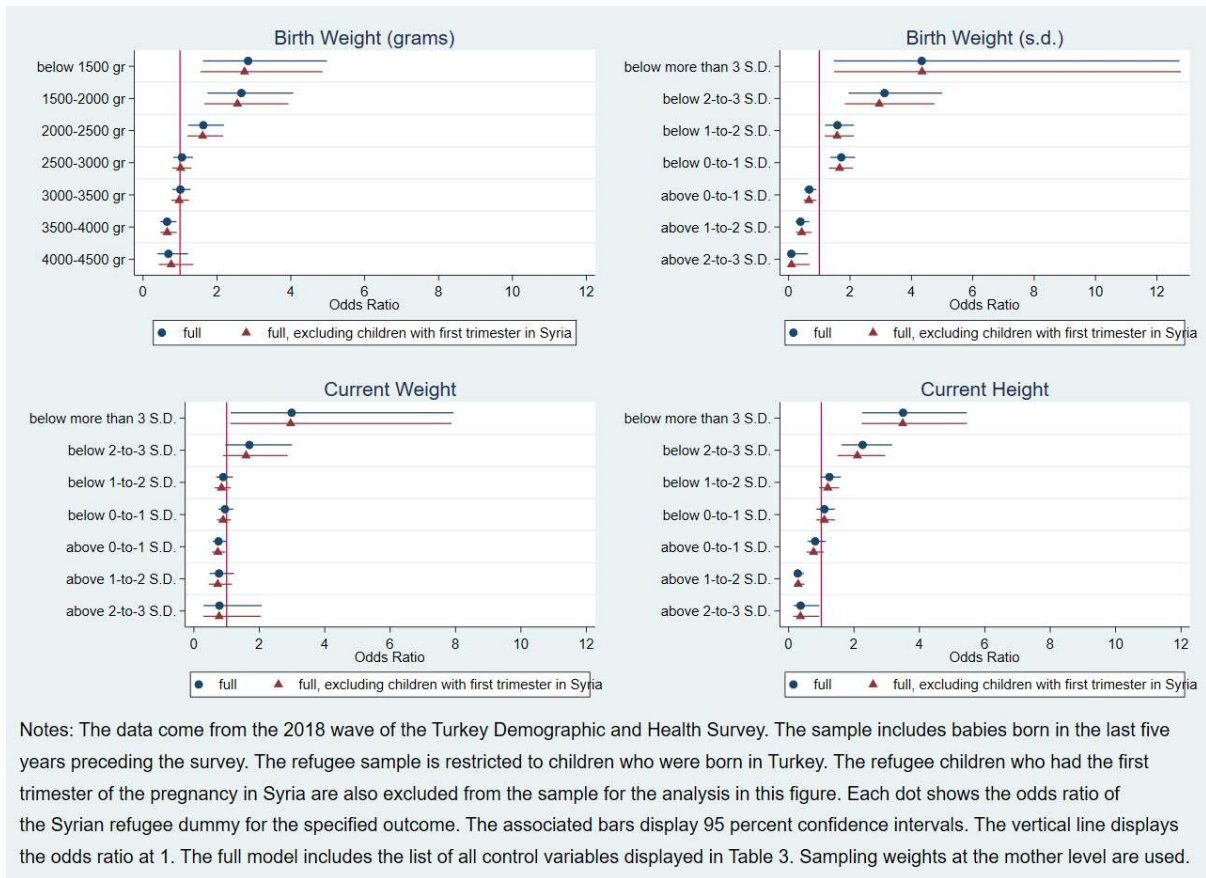 Birth Weight (grams)
below 1500 gr
1500-2000 gr
2000-2500 gr
2500-3000 gr
3000-3500 gr
3500-4000 gr
4000-4500 gr
0 2 4 6 8 10 12
Odds Ratio
full full, excluding children with first trimester in Syria
Birth Weight (s.d.)
below more than 3 S.D.
below 2-to-3 S.D.
below 1-to-2 S.D.
below 0-to-1 S.D.
above 0-to-1 S.D.
above 1-to-2 S.D.
above 2-to-3 S.D.
0 2 4 6 8 10 12
Odds Ratio
full full, excluding children with first trimester in Syria
Current Weight
below more than 3 S.D.
below 2-to-3 S.D.
below 1-to-2 S.D.
below 0-to-1 S.D.
above 0-to-1 S.D.
above 1-to-2 S.D.
above 2-to-3 S.D.
0 2 4 6 8 10 12
Odds Ratio
full full, excluding children with first trimester in Syria
Current Height
below more than 3 S.D.
below 2-to-3 S.D.
below 1-to-2 S.D.
below 0-to-1 S.D.
above 0-to-1 S.D.
above 1-to-2 S.D.
above 2-to-3 S.D.
0 2 4 6 8 10 12
Odds Ratio
full full, excluding children with first trimester in Syria
Notes: The data come from the 2018 wave of the Turkey Demographic and Health Survey. The sample includes babies born in the last five
years preceding the survey. The refugee sample is restricted to children who were born in Turkey. The refugee children who had the first
trimester of the pregnancy in Syria are also excluded from the sample for the analysis in this figure. Each dot shows the odds ratio of
the Syrian refugee dummy for the specified outcome. The associated bars display 95 percent confidence intervals. The vertical line displays
the odds ratio at 1. The full model includes the list of all control variables displayed in Table 3. Sampling weights at the mother level are used.